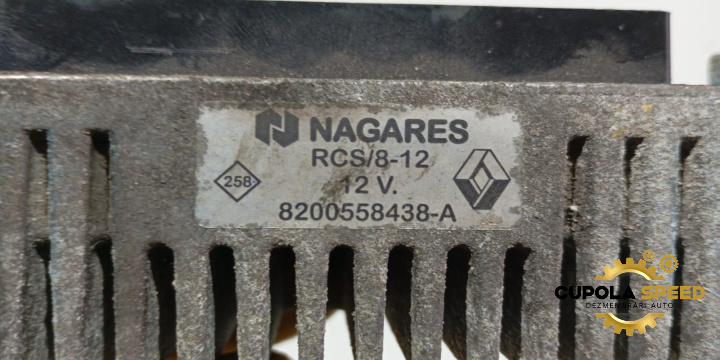 NAGARES
RCS/8-12
258
12 V.
8200558438-A
CUPOLA SPEED
DEZMEMBRARI AUTO